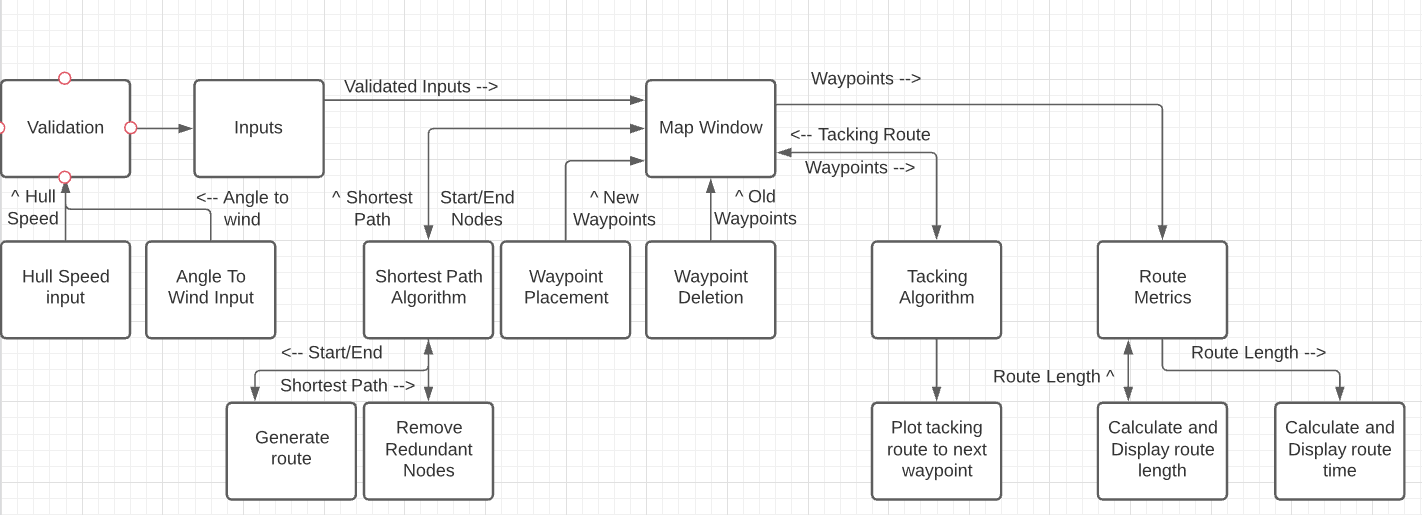 Validated Inputs -->
Waypoints -->
Validation
Inputs
Map Window
<-- Tacking Route
Waypoints -->
^ Hull
Speed
<-- Angle to
wind
^ Shortest
Path
Start/End
Nodes
^ New
Waypoints
^ Old
Waypoints
Hull Speed
input
Angle To
Wind Input
Shortest Path
Algorithm
Waypoint
Placement
Waypoint
Deletion
Tacking
Algorithm
Route
Metrics
<-- Start/End
Shortest Path -->
Route Length ^
Route Length -->
Generate
route
Remove
Redundant
Nodes
Plot tacking
route to next
waypoint
Calculate and
Display route
length
Calculate and
Display route
time